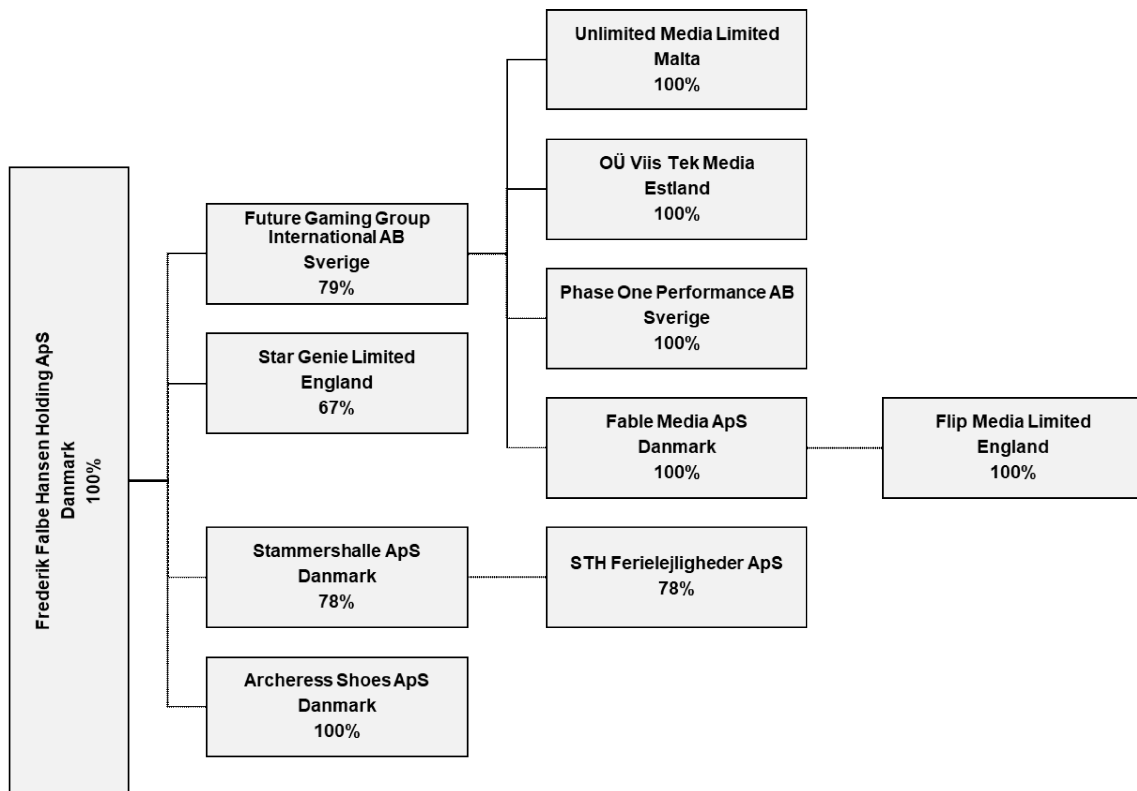 Frederik Falbe Hansen Holding ApS
Danmark
100%
Future Gaming Group
International AB
Sverige
79%
Star Genie Limited
England
67%
Stammershalle ApS
Danmark
78%
Archeress Shoes ApS
Danmark
100%
Unlimited Media Limited
Malta
100%
OÜ Viis Tek Media
Estland
100%
Phase One Performance AB
Sverige
100%
Fable Media ApS
Danmark
100%
STH Ferielejligheder ApS
78%
Flip Media Limited
England
100%